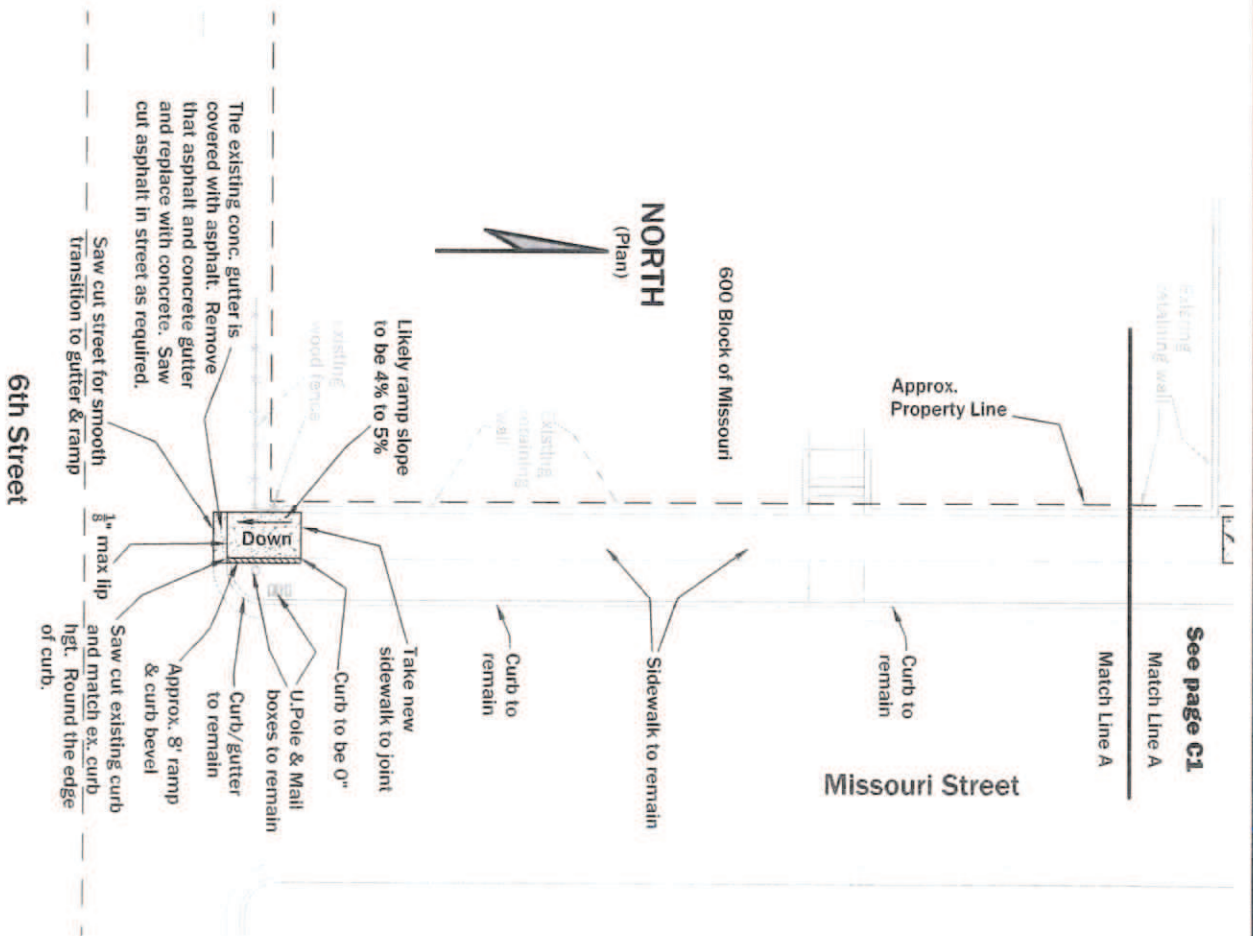 See page C1
Match Line A
Match Line A
Existing
retaining wall
Approx.
Property Line
Curb to
remain
Missouri Street
600 Block of Missouri
Sidewalk to remain
NORTH
(Plan)
Existing
retaining
wall
Curb to
remain
Likely ramp slope
to be 4% to 5%
Take new
sidewalk to joint
existing
wood fence
Curb to be 0"
U.Pole & Mail
boxes to remain
Down
Curb/gutter
to remain
The existing conc. gutter is
covered with asphalt. Remove
that asphalt and concrete gutter
and replace with concrete. Saw
cut asphalt in street as required.
Approx. 8' ramp
& curb bevel
Saw cut street for smooth
transition to gutter & ramp
1/8" max lip
Saw cut existing curb
and match ex. curb
hgt. Round the edge
of curb.
6th Street